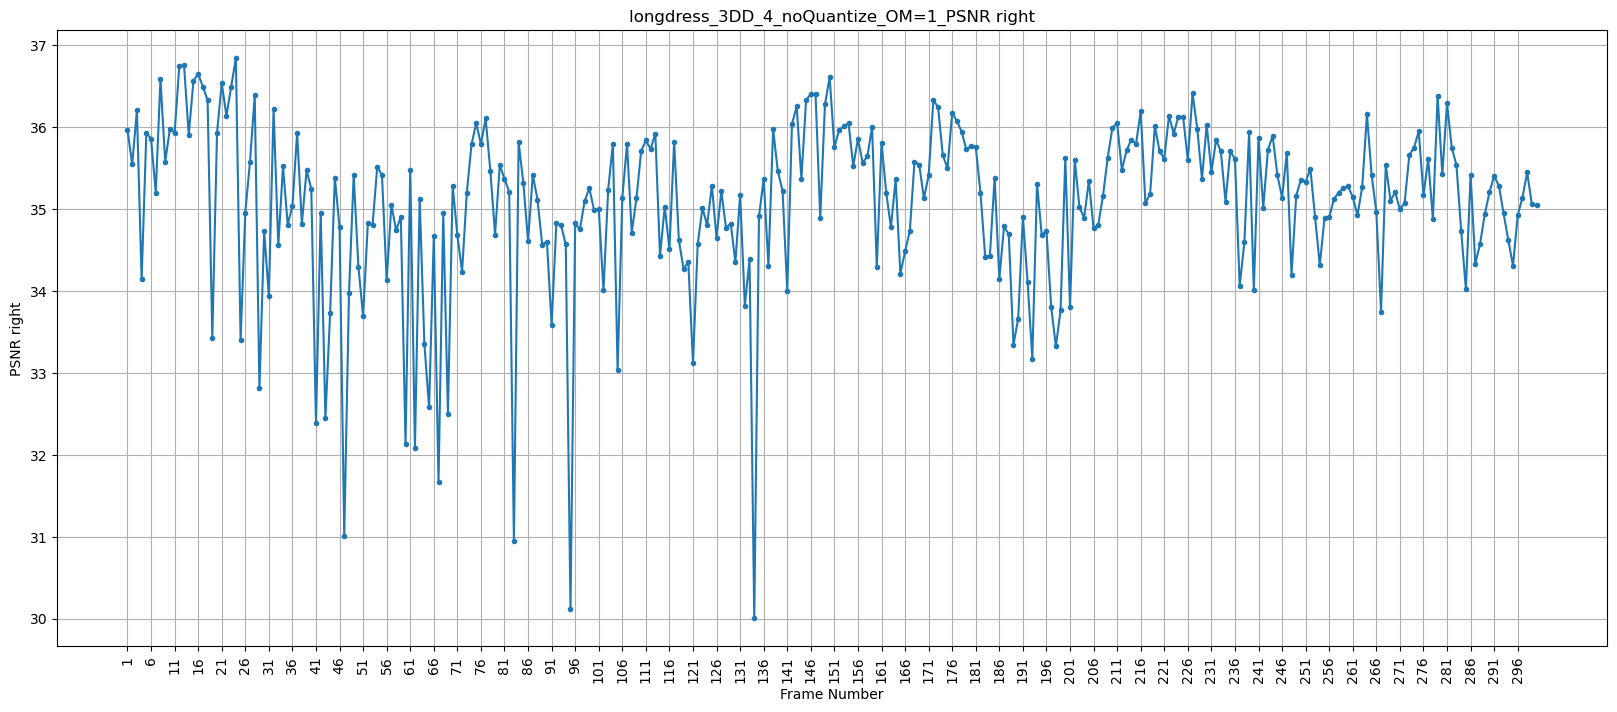 longdress_3DD_4_noQuantize_OM=1_PSNR right
37
36
35
34
33
32
31
30
PSNR right
1 6 11 16 21 26 31 36 41 46 51 56 61 66 71 76 81 86 91 96 101 106 111 116 121 126 131 136 141 146 151 156 161 166 171 176 181 186 191 196 201 206 211 216 221 226 231 236 241 246 251 256 261 266 271 276 281 286 291 296
Frame Number